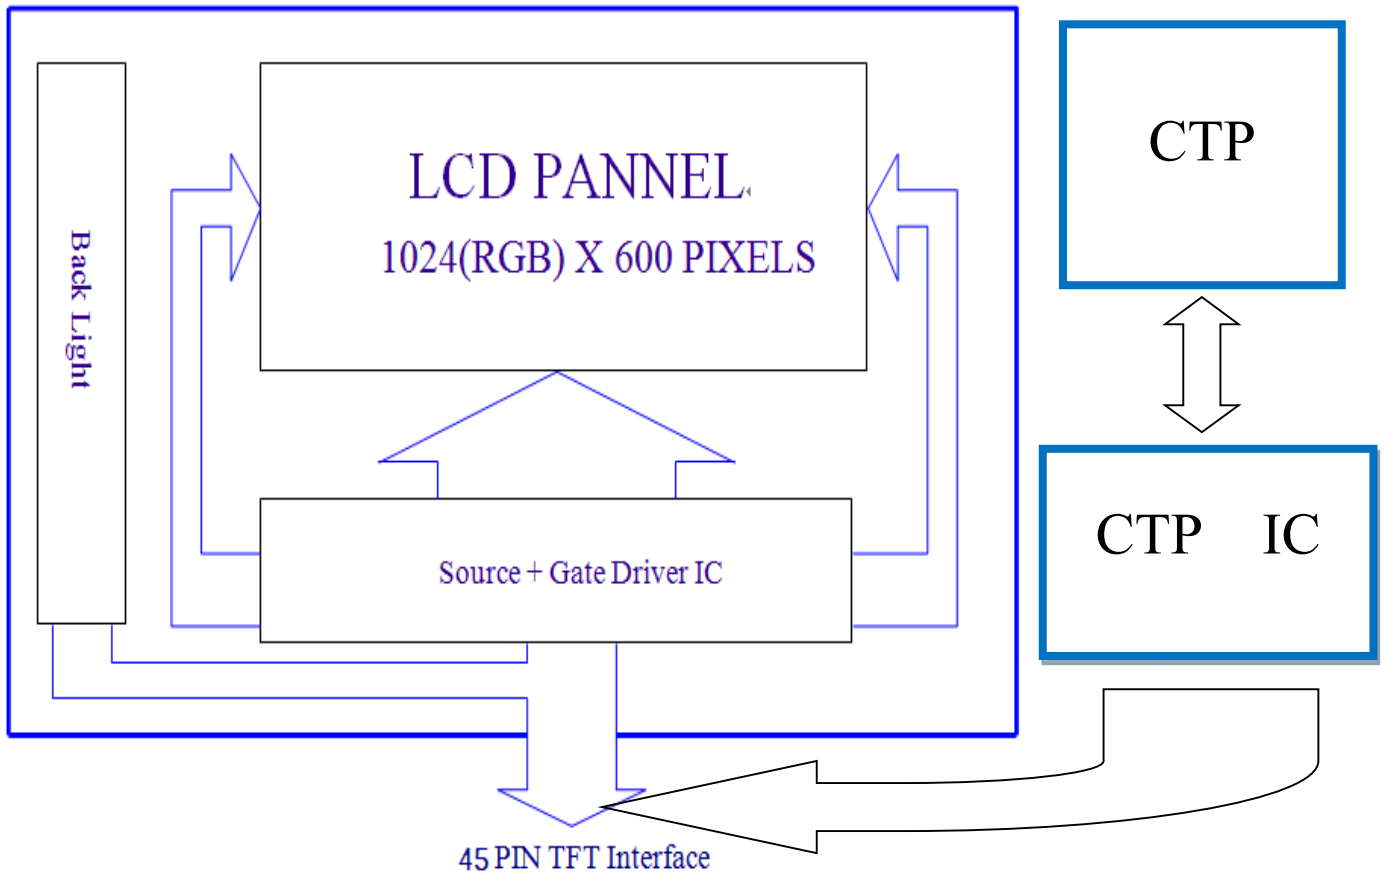 LCD PANNEL
1024(RGB) X 600 PIXELS
Back Light
Source + Gate Driver IC
45 PIN TFT Interface
CTP
CTP IC